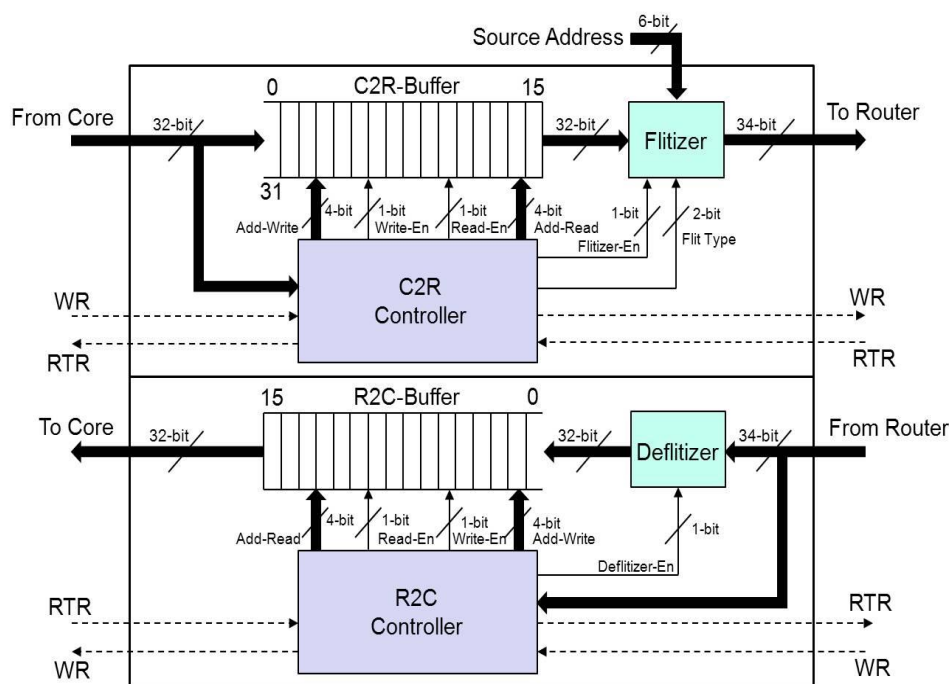 6-bit
Source Address
0 C2R-Buffer 15
From Core
To Router
32-bit
32-bit
Flitizer
34-bit
31
4-bit
1-bit
1-bit
4-bit
1-bit
2-bit
Add-Write
Write-En
Read-En
Add-Read
Flitizer-En
Flit Type
C2R
Controller
WR
WR
RTR
RTR
15 R2C-Buffer 0
To Core
From Router
32-bit
32-bit
Deflitizer
34-bit
4-bit
1-bit
1-bit
4-bit
1-bit
Add-Read
Read-En
Write-En
Add-Write
Deflitizer-En
R2C
Controller
RTR
RTR
WR
WR